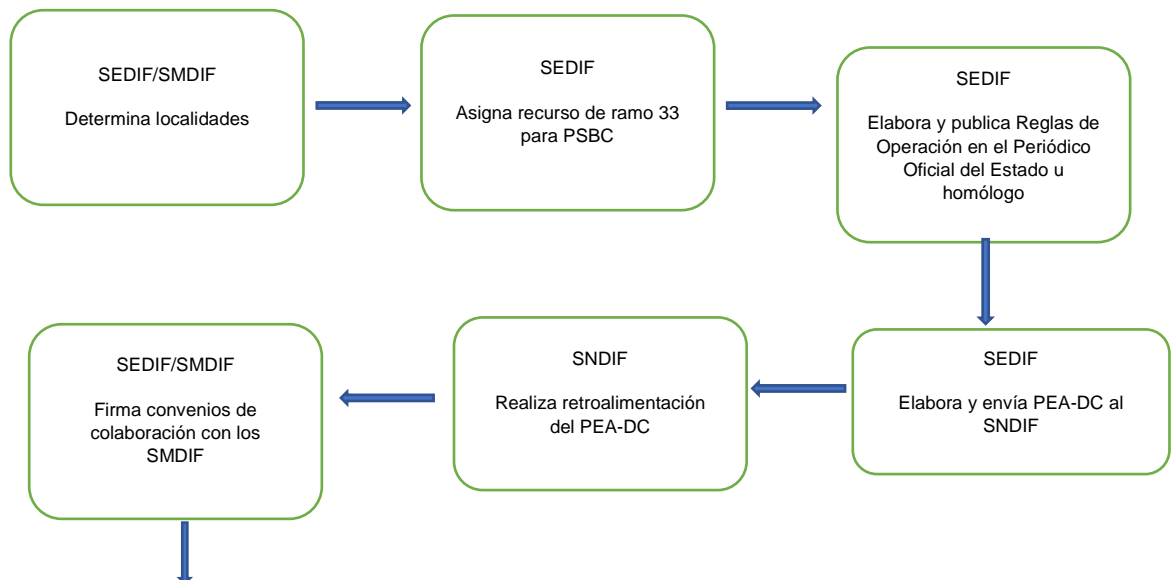 SEDIF/SMDIF
Determina localidades
SEDIF
Asigna recurso de ramo 33
para PSBC
SEDIF
Elabora y publica Reglas de
Operación en el Periódico
Oficial del Estado u
homólogo
SEDIF
Elabora y envía PEA-DC al
SNDIF
SNDIF
Realiza retroalimentación
del PEA-DC
SEDIF/SMDIF
Firma convenios de
colaboración con los
SMDIF